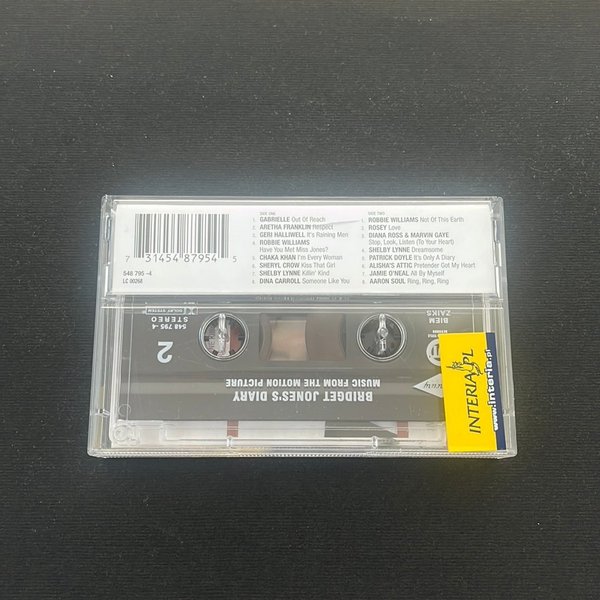 SIDE ONE
1. GABRIELLE Out Of Reach
2. ARETHA FRANKLIN Respect
3. GERI HALLIWELL It's Raining Men
4. ROBBIE WILLIAMS
Have You Met Miss Jones?
5. CHAKA KHAN I'm Every Woman
6. SHERYL CROW Kiss That Girl
7. SHELBY LYNNE Killin' Kind
8. DINA CARROLL Someone Like You
SIDE TWO
1. ROBBIE WILLIAMS Not Of This Earth
2. ROSEY Love
3. DIANA ROSS & MARVIN GAYE
Stop, Look, Listen (To Your Heart)
4. SHELBY LYNNE Dreamsome
5. PATRICK DOYLE It's Only A Diary
6. ALISHA'S ATTIC Pretender Got My Heart
7. JAMIE O'NEAL All By Myself
8. AARON SOUL Ring, Ring, Ring
7 31454 87954 5
548 795 -4
LC 00268
DOLBY SYSTEM
548 795-4
STEREO
2
BIEM
ZAIKS
BRIDGET JONES'S DIARY
MUSIC FROM THE MOTION PICTURE
INTERIA.PL
www.interia.pl